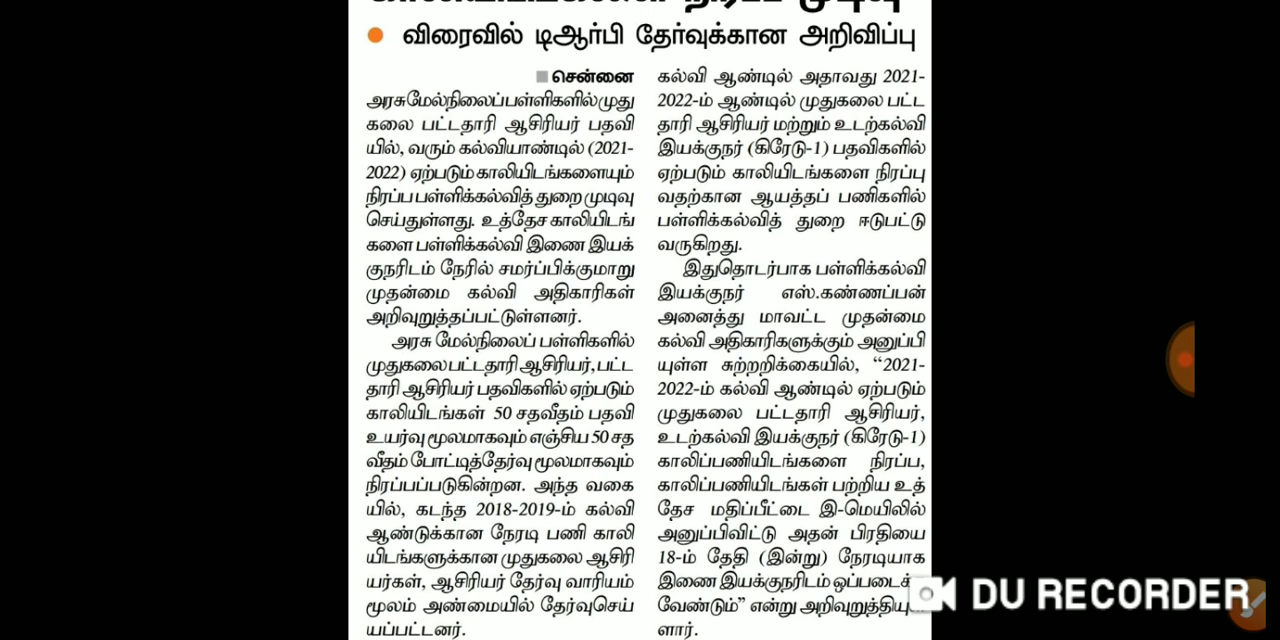 விரைவில் டிஆர்பி தேர்வுக்கான அறிவிப்பு
சென்னை
அரசு மேல்நிலைப் பள்ளிகளில் முது
கலை பட்டதாரி ஆசிரியர் பதவி
யில், வரும் கல்வியாண்டில் (2021-
2022) ஏற்படும் காலியிடங்களையும்
நிரப்ப பள்ளிக்கல்வித் துறை முடிவு
செய்துள்ளது. உத்தேச காலியிடங்
களை பள்ளிக்கல்வி இணை இயக்
குநரிடம் நேரில் சமர்ப்பிக்குமாறு
முதன்மை கல்வி அதிகாரிகள்
அறிவுறுத்தப்பட்டுள்ளனர்.
அரசு மேல்நிலைப் பள்ளிகளில்
முதுகலை பட்டதாரி ஆசிரியர், பட்ட
தாரி ஆசிரியர் பதவிகளில் ஏற்படும்
காலியிடங்கள் 50 சதவீதம் பதவி
உயர்வு மூலமாகவும் எஞ்சிய 50 சத
வீதம் போட்டித்தேர்வு மூலமாகவும்
நிரப்பப்படுகின்றன. அந்த வகை
யில், கடந்த 2018-2019-ம் கல்வி
ஆண்டுக்கான நேரடி பணி காலி
யிடங்களுக்கான முதுகலை ஆசிரி
யர்கள், ஆசிரியர் தேர்வு வாரியம்
மூலம் அண்மையில் தேர்வுசெய்
யப்பட்டனர்.
கல்வி ஆண்டில் அதாவது 2021-
2022-ம் ஆண்டில் முதுகலை பட்ட
தாரி ஆசிரியர் மற்றும் உடற்கல்வி
இயக்குநர் (கிரேடு-1) பதவிகளில்
ஏற்படும் காலியிடங்களை நிரப்பு
வதற்கான ஆயத்தப் பணிகளில்
பள்ளிக்கல்வித் துறை ஈடுபட்டு
வருகிறது.
இதுதொடர்பாக பள்ளிக்கல்வி
இயக்குநர் எஸ்.கண்ணப்பன்
அனைத்து மாவட்ட முதன்மை
கல்வி அதிகாரிகளுக்கும் அனுப்பி
யுள்ள சுற்றறிக்கையில், “2021-
2022-ம் கல்வி ஆண்டில் ஏற்படும்
முதுகலை பட்டதாரி ஆசிரியர்,
உடற்கல்வி இயக்குநர் (கிரேடு-1)
காலிப்பணியிடங்களை நிரப்ப,
காலிப்பணியிடங்கள் பற்றிய உத்
தேச மதிப்பீட்டை இ-மெயிலில்
அனுப்பிவிட்டு அதன் பிரதியை
18-ம் தேதி (இன்று) நேரடியாக
இணை இயக்குநரிடம் ஒப்படைக்க
வேண்டும்” என்று அறிவுறுத்தியுள்
ளார்.
DU RECORDER